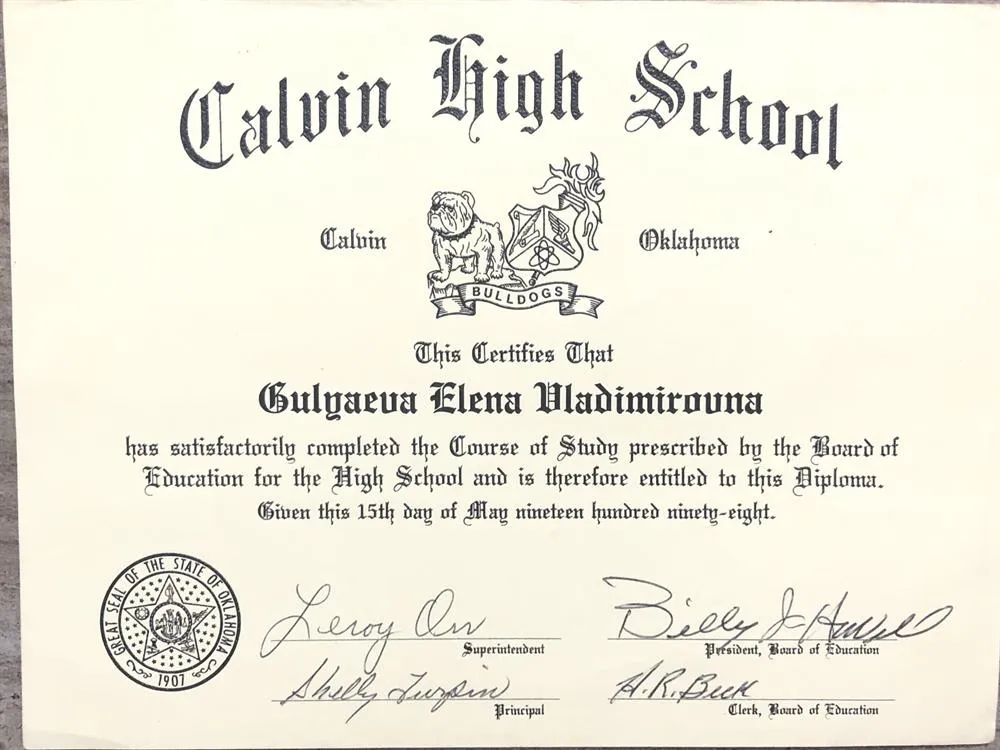 Calvin High School
Calvin
Oklahoma
BULLDOGS
This Certifies That
Gulyaeva Elena Vladimirovna
has satisfactorily completed the Course of Study prescribed by the Board of
Education for the High School and is therefore entitled to this Diploma.
Given this 15th day of May nineteen hundred ninety-eight.
GREAT SEAL OF THE STATE OF OKLAHOMA
1907
Leroy Orr
Superintendent
Billy J
President, Board of Education
Shelly Turpin
Principal
H.R. Beck
Clerk, Board of Education